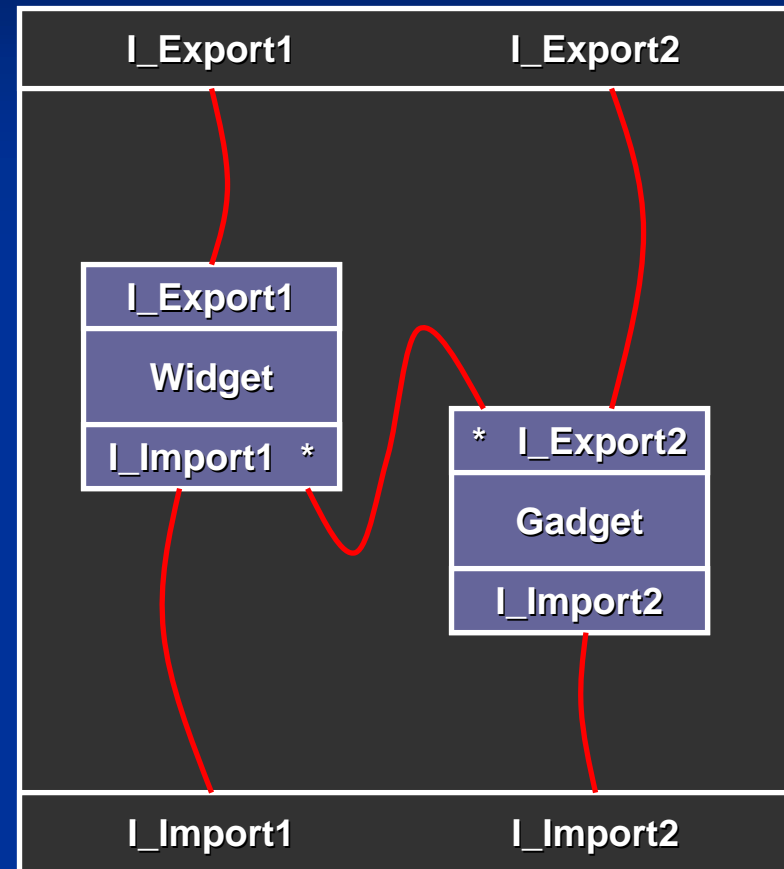 I_Export1 I_Export2
I_Export1
Widget
I_Import1 *
* I_Export2
Gadget
I_Import2
I_Import1 I_Import2